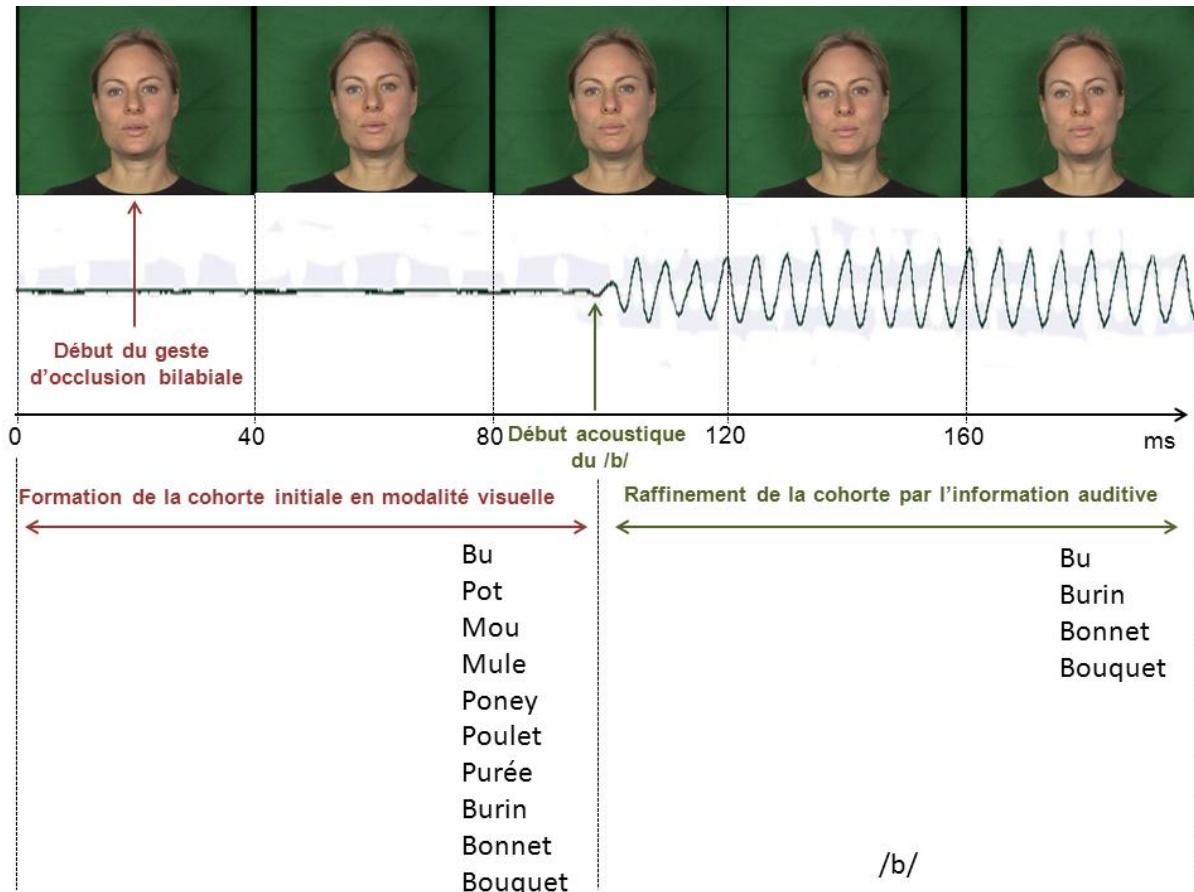 Début du geste
d'occlusion bilabiale
0
40
80
Début acoustique
du /b/
120
160
ms
Formation de la cohorte initiale en modalité visuelle
Raffinement de la cohorte par l'information auditive
Bu
Pot
Mou
Mule
Poney
Poulet
Purée
Burin
Bonnet
Bouquet
Bu
Burin
Bonnet
Bouquet
/b/